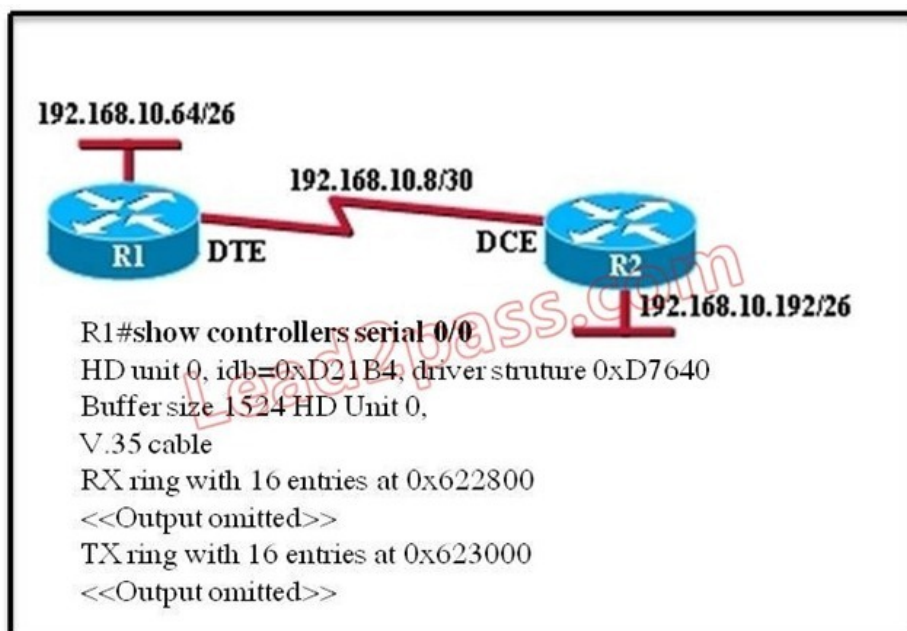 192.168.10.64/26
192.168.10.8/30
R1
DTE
DCE
R2
192.168.10.192/26
R1#show controllers serial 0/0
HD unit 0, idb=0xD21B4, driver struture 0xD7640
Buffer size 1524 HD Unit 0,
V.35 cable
RX ring with 16 entries at 0x622800
<<Output omitted>>
TX ring with 16 entries at 0x623000
<<Output omitted>>
Lead2pass.com